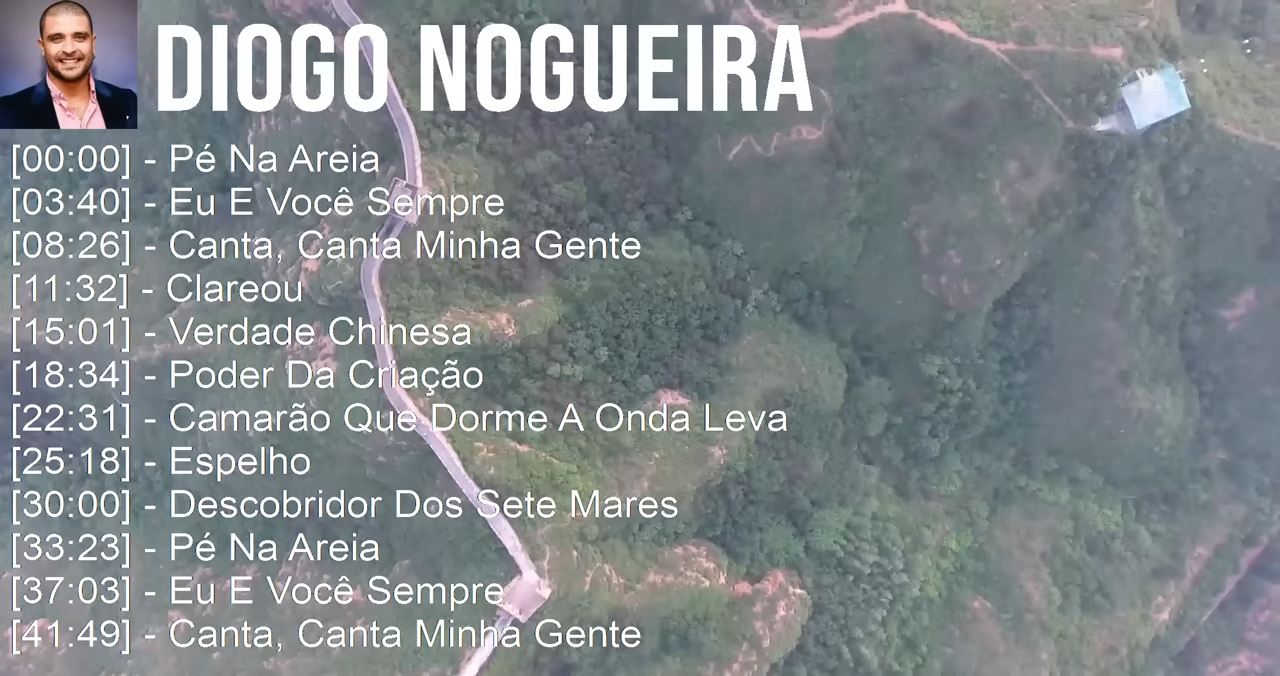 DIOGO NOGUEIRA
[00:00] - Pé Na Areia
[03:40] - Eu E Você Sempre
[08:26] - Canta, Canta Minha Gente
[11:32] - Clareou
[15:01] - Verdade Chinesa
[18:34] - Poder Da Criação
[22:31] - Camarão Que Dorme A Onda Leva
[25:18] - Espelho
[30:00] - Descobridor Dos Sete Mares
[33:23] - Pé Na Areia
[37:03] - Eu E Você Sempre
[41:49] - Canta, Canta Minha Gente